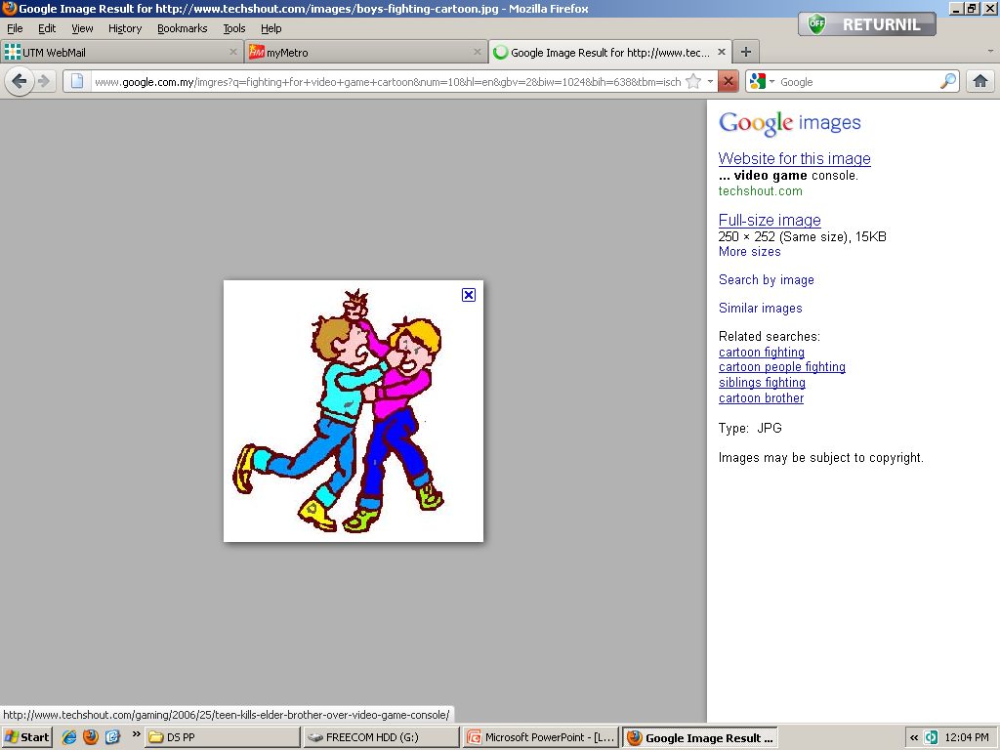 Google Image Result for http://www.techshout.com/images/boys-fighting-cartoon.jpg - Mozilla Firefox
OFF RETURNIL
File Edit View History Bookmarks Tools Help
UTM WebMail
myMetro
Google Image Result for http://www.tec...
www.google.com.my/imgres?q=fighting+for+video+game+cartoon&num=10&hl=en&gbv=2&biw=1024&bih=638&tbm=isch
Google
Google images
Website for this image
... video game console.
techshout.com
Full-size image
250 × 252 (Same size), 15KB
More sizes
Search by image
Similar images
Related searches:
cartoon fighting
cartoon people fighting
siblings fighting
cartoon brother
Type: JPG
Images may be subject to copyright.
http://www.techshout.com/gaming/2006/25/teen-kills-elder-brother-over-video-game-console/
Start
DS PP
FREECOM HDD (G:)
Microsoft PowerPoint - [L...
Google Image Result ...
12:04 PM